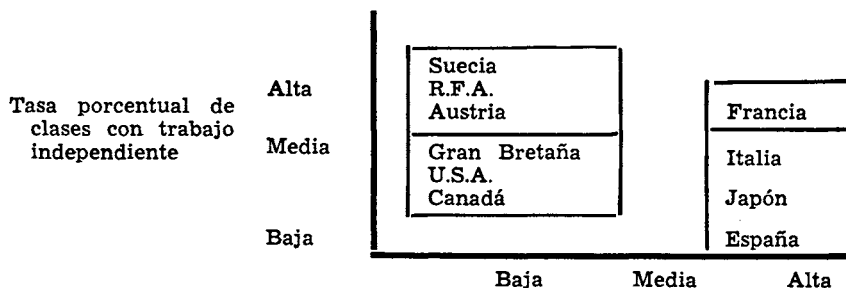 Suecia
Alta R.F.A.
Tasa porcentual de Austria Francia
clases con trabajo
independiente Media Gran Bretaña Italia
U.S.A.
Canadá Japón
Baja España
Baja Media Alta